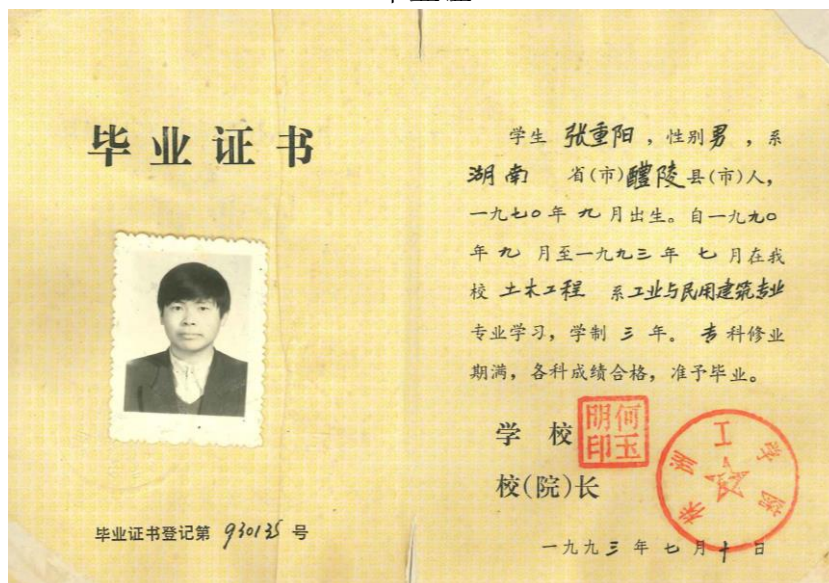 毕业证书
毕业证书登记第 930135 号
学生 张重阳 ，性别 男 ，系
湖南 省(市) 醴陵 县(市)人，
一九七〇年 九 月出生。自一九九〇
年 九 月至一九九三年 七 月在我
校 土木工程 系 工业与民用建筑专业
专业学习，学制 三 年。 专 科修业
期满，各科成绩合格，准予毕业。
学校
校(院)长
何玉明印
一九九三年 七 月 十 日